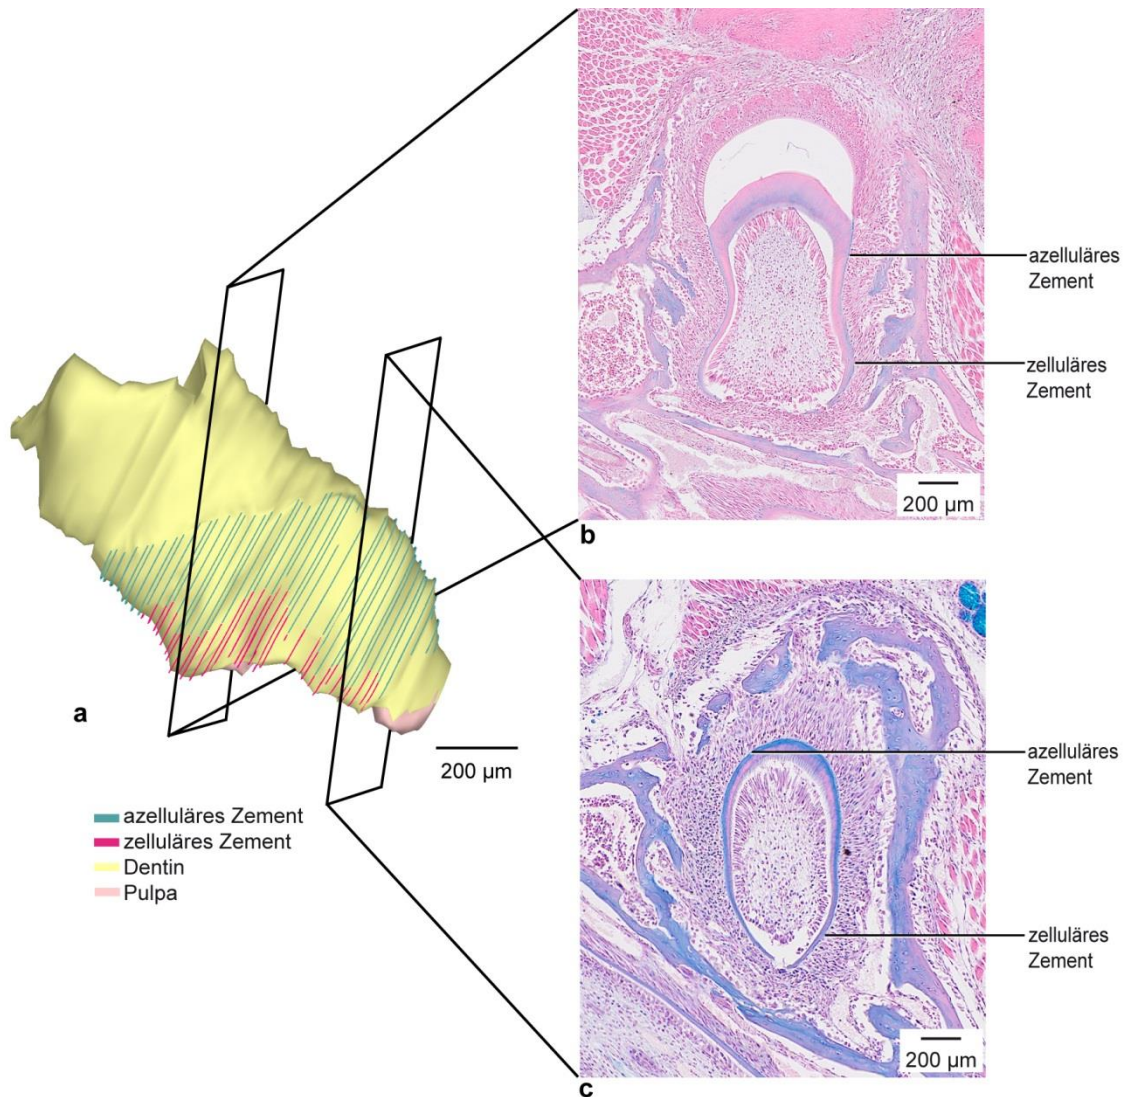 azelluläres
Zement
zelluläres
Zement
200 µm
b
a
200 µm
azelluläres Zement
zelluläres Zement
Dentin
Pulpa
azelluläres
Zement
zelluläres
Zement
200 µm
c